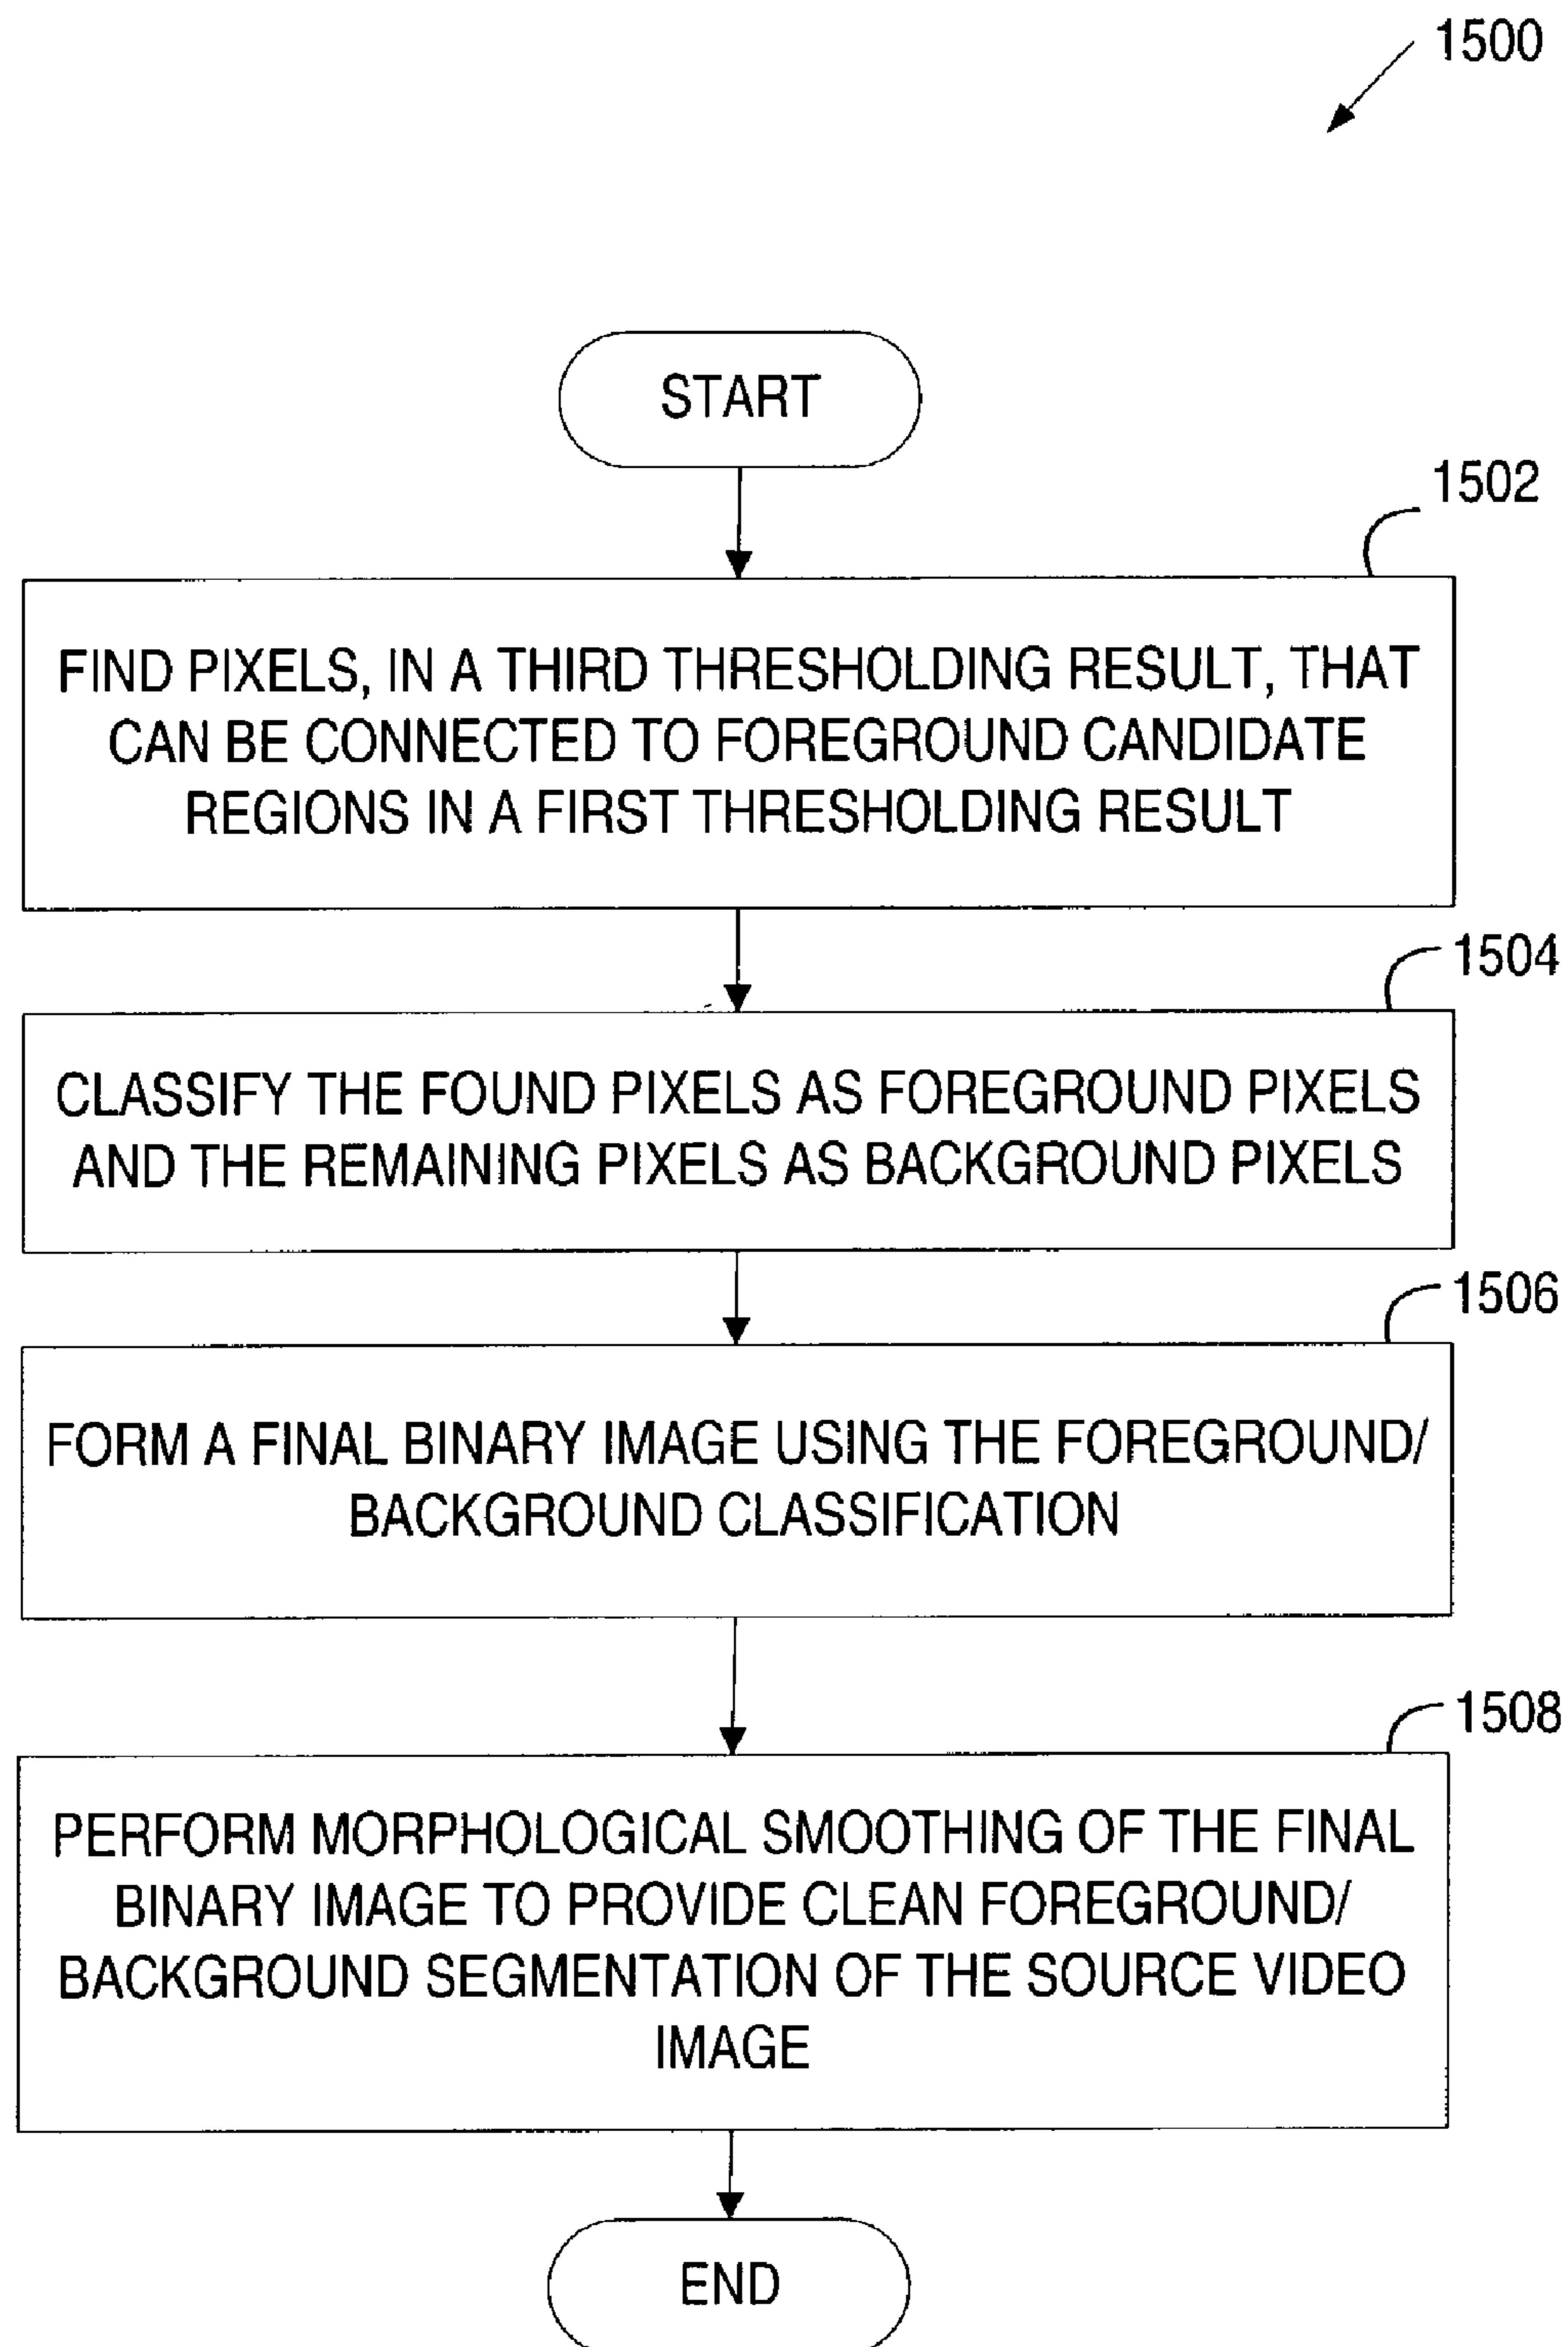 1500
START
1502
FIND PIXELS, IN A THIRD THRESHOLDING RESULT, THAT
CAN BE CONNECTED TO FOREGROUND CANDIDATE
REGIONS IN A FIRST THRESHOLDING RESULT
1504
CLASSIFY THE FOUND PIXELS AS FOREGROUND PIXELS
AND THE REMAINING PIXELS AS BACKGROUND PIXELS
1506
FORM A FINAL BINARY IMAGE USING THE FOREGROUND/
BACKGROUND CLASSIFICATION
1508
PERFORM MORPHOLOGICAL SMOOTHING OF THE FINAL
BINARY IMAGE TO PROVIDE CLEAN FOREGROUND/
BACKGROUND SEGMENTATION OF THE SOURCE VIDEO
IMAGE
END